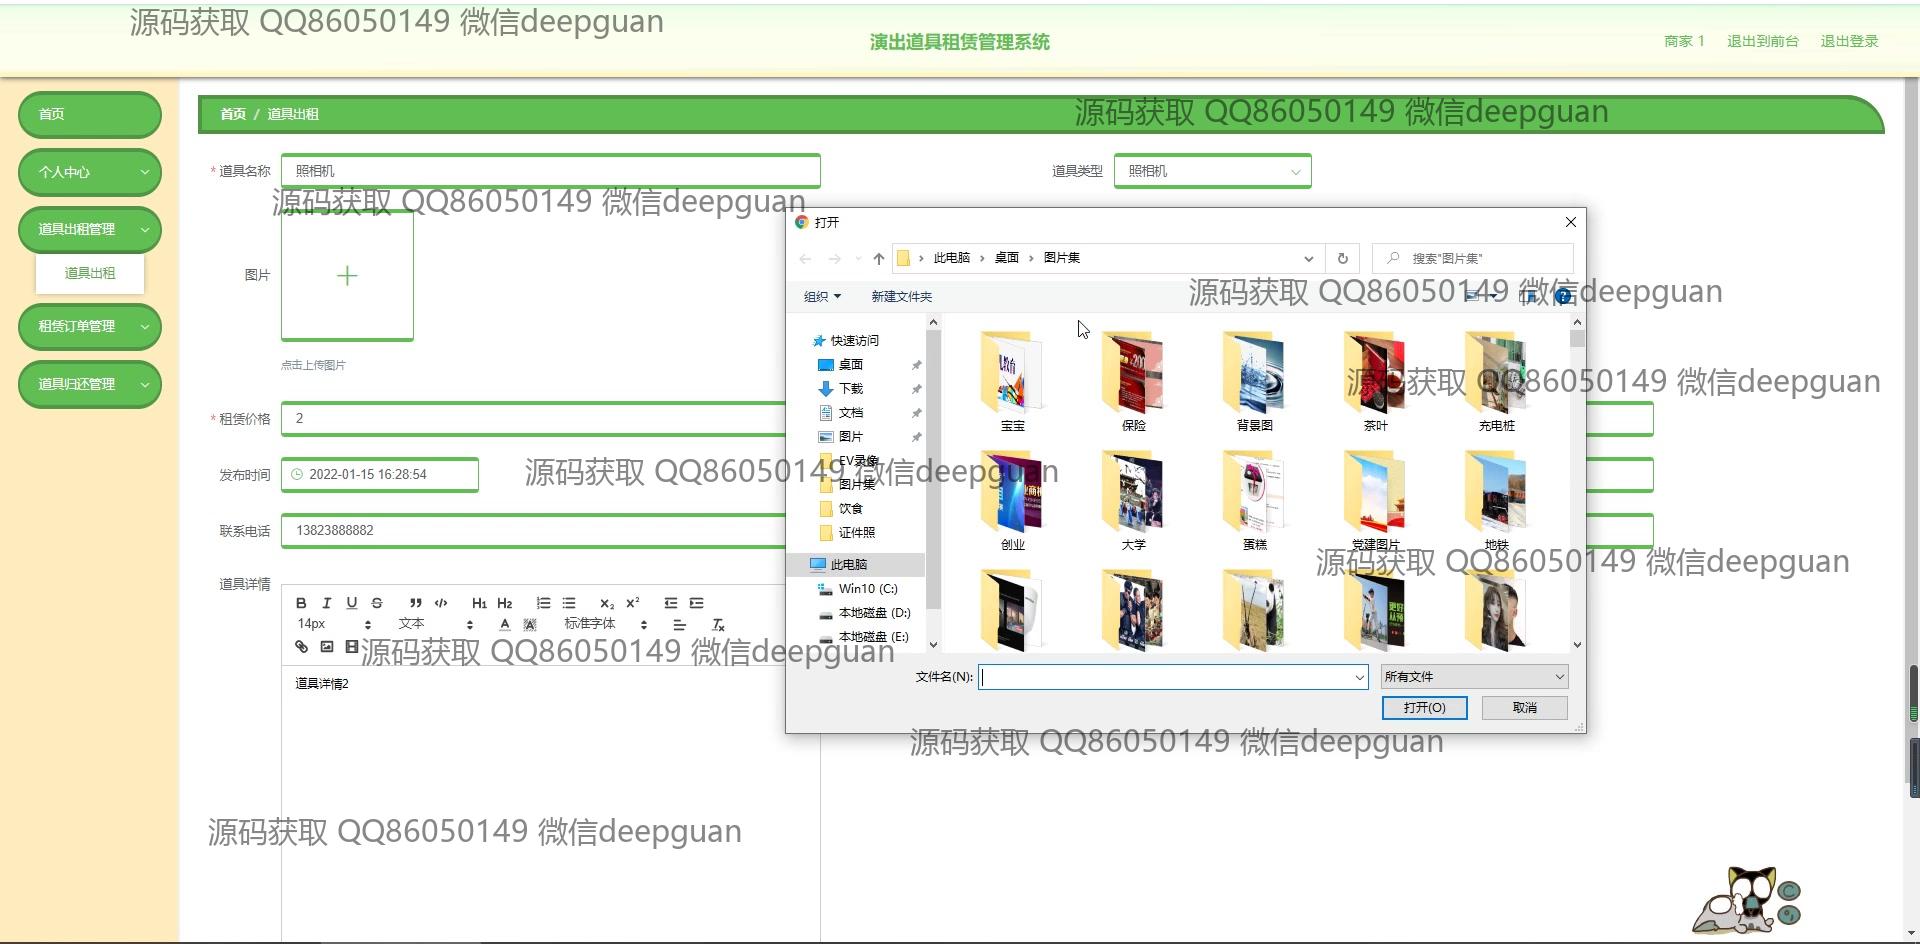 源码获取 QQ86050149 微信deepguan
演出道具租赁管理系统
商家 1 退出到前台 退出登录
首页
个人中心
道具出租管理
道具出租
租赁订单管理
道具归还管理
首页 / 道具出租
源码获取 QQ86050149 微信deepguan
* 道具名称 照相机
道具类型 照相机
源码获取 QQ86050149 微信deepguan
图片
点击上传图片
* 租赁价格 2
发布时间 2022-01-15 16:28:54
联系电话 13823888882
道具详情
B I U S H1 H2 X2 X2
14px 文本 A A 标准字体
道具详情2
打开
此电脑 › 桌面 › 图片集
搜索"图片集"
组织 新建文件夹
源码获取 QQ86050149 微信deepguan
快速访问
桌面
下载
文档
图片
EV录像
图片集
饮食
证件照
此电脑
Win10 (C:)
本地磁盘 (D:)
本地磁盘 (E:)
宝宝 保险 背景图 茶叶 充电桩
源码获取 QQ86050149 微信deepguan
源码获取 QQ86050149 微信deepguan
创业 大学 蛋糕 党建图片 地铁
源码获取 QQ86050149 微信deepguan
源码获取 QQ86050149 微信deepguan
文件名(N):
所有文件
打开(O) 取消
源码获取 QQ86050149 微信deepguan
源码获取 QQ86050149 微信deepguan